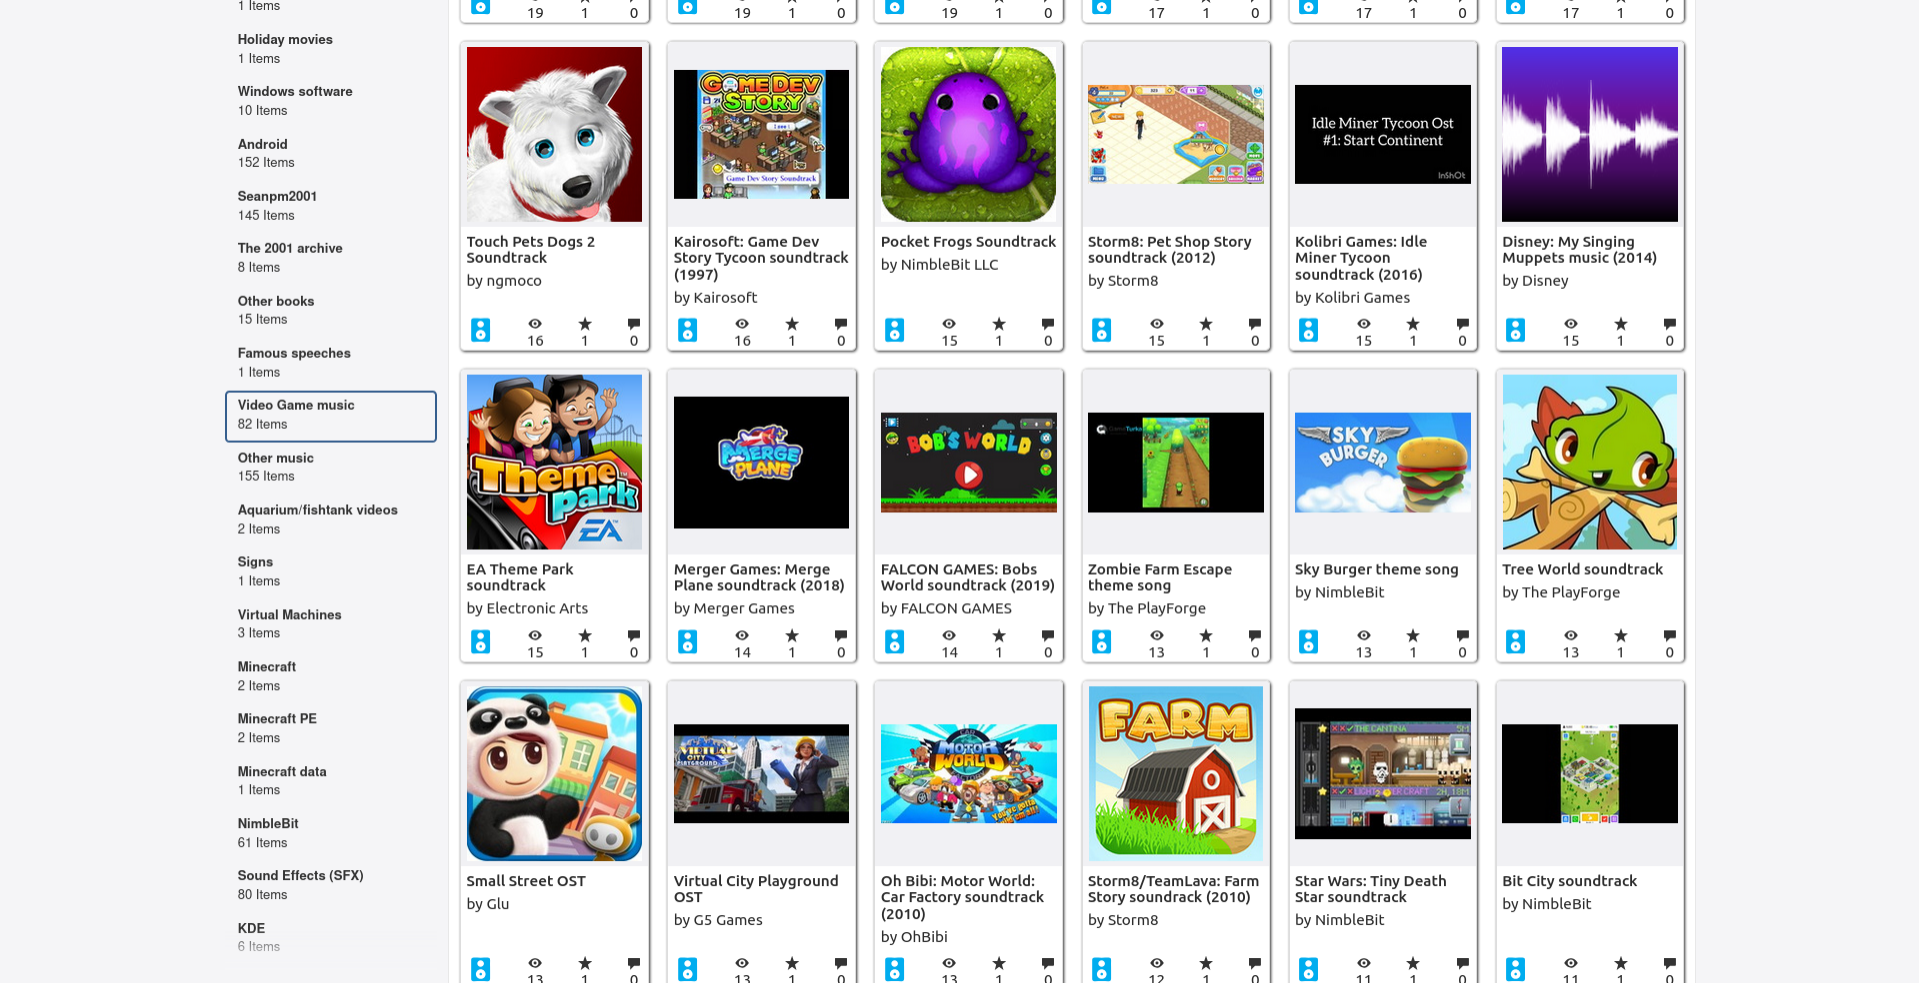 1 Items
Holiday movies
1 Items
Windows software
10 Items
Android
152 Items
Seanpm2001
145 Items
The 2001 archive
8 Items
Other books
15 Items
Famous speeches
1 Items
Video Game music
82 Items
Other music
155 Items
Aquarium/fishtank videos
2 Items
Signs
1 Items
Virtual Machines
3 Items
Minecraft
2 Items
Minecraft PE
2 Items
Minecraft data
1 Items
NimbleBit
61 Items
Sound Effects (SFX)
80 Items
KDE
6 Items
19 1 0
19 1 0
19 1 0
17 1 0
17 1 0
17 1 0
Touch Pets Dogs 2
Soundtrack
by ngmoco
16 1 0
GAME DEV
STORY
Game Dev Story Soundtrack
Kairosoft: Game Dev
Story Tycoon soundtrack
(1997)
by Kairosoft
16 1 0
Pocket Frogs Soundtrack
by NimbleBit LLC
15 1 0
Storm8: Pet Shop Story
soundtrack (2012)
by Storm8
15 1 0
Idle Miner Tycoon Ost
#1: Start Continent
InShOt
Kolibri Games: Idle
Miner Tycoon
soundtrack (2016)
by Kolibri Games
15 1 0
Disney: My Singing
Muppets music (2014)
by Disney
15 1 0
Theme
park
EA
EA Theme Park
soundtrack
by Electronic Arts
15 1 0
MERGE
PLANE
Merger Games: Merge
Plane soundtrack (2018)
by Merger Games
14 1 0
BOB'S WORLD
FALCON GAMES: Bobs
World soundtrack (2019)
by FALCON GAMES
14 1 0
Zombie Farm Escape
theme song
by The PlayForge
13 1 0
SKY
BURGER
Sky Burger theme song
by NimbleBit
13 1 0
Tree World soundtrack
by The PlayForge
13 1 0
Small Street OST
by Glu
13 1 0
VIRTUAL
CITY
PLAYGROUND
Virtual City Playground
OST
by G5 Games
13 1 0
CAR
MOTOR
WORLD
FACTORY
Oh Bibi: Motor World:
Car Factory soundtrack
(2010)
by OhBibi
13 1 0
FARM
Storm8/TeamLava: Farm
Story soundrack (2010)
by Storm8
12 1 0
THE CANTINA 5M
2H, 18M
Star Wars: Tiny Death
Star soundtrack
by NimbleBit
11 1 0
Bit City soundtrack
by NimbleBit
11 1 0